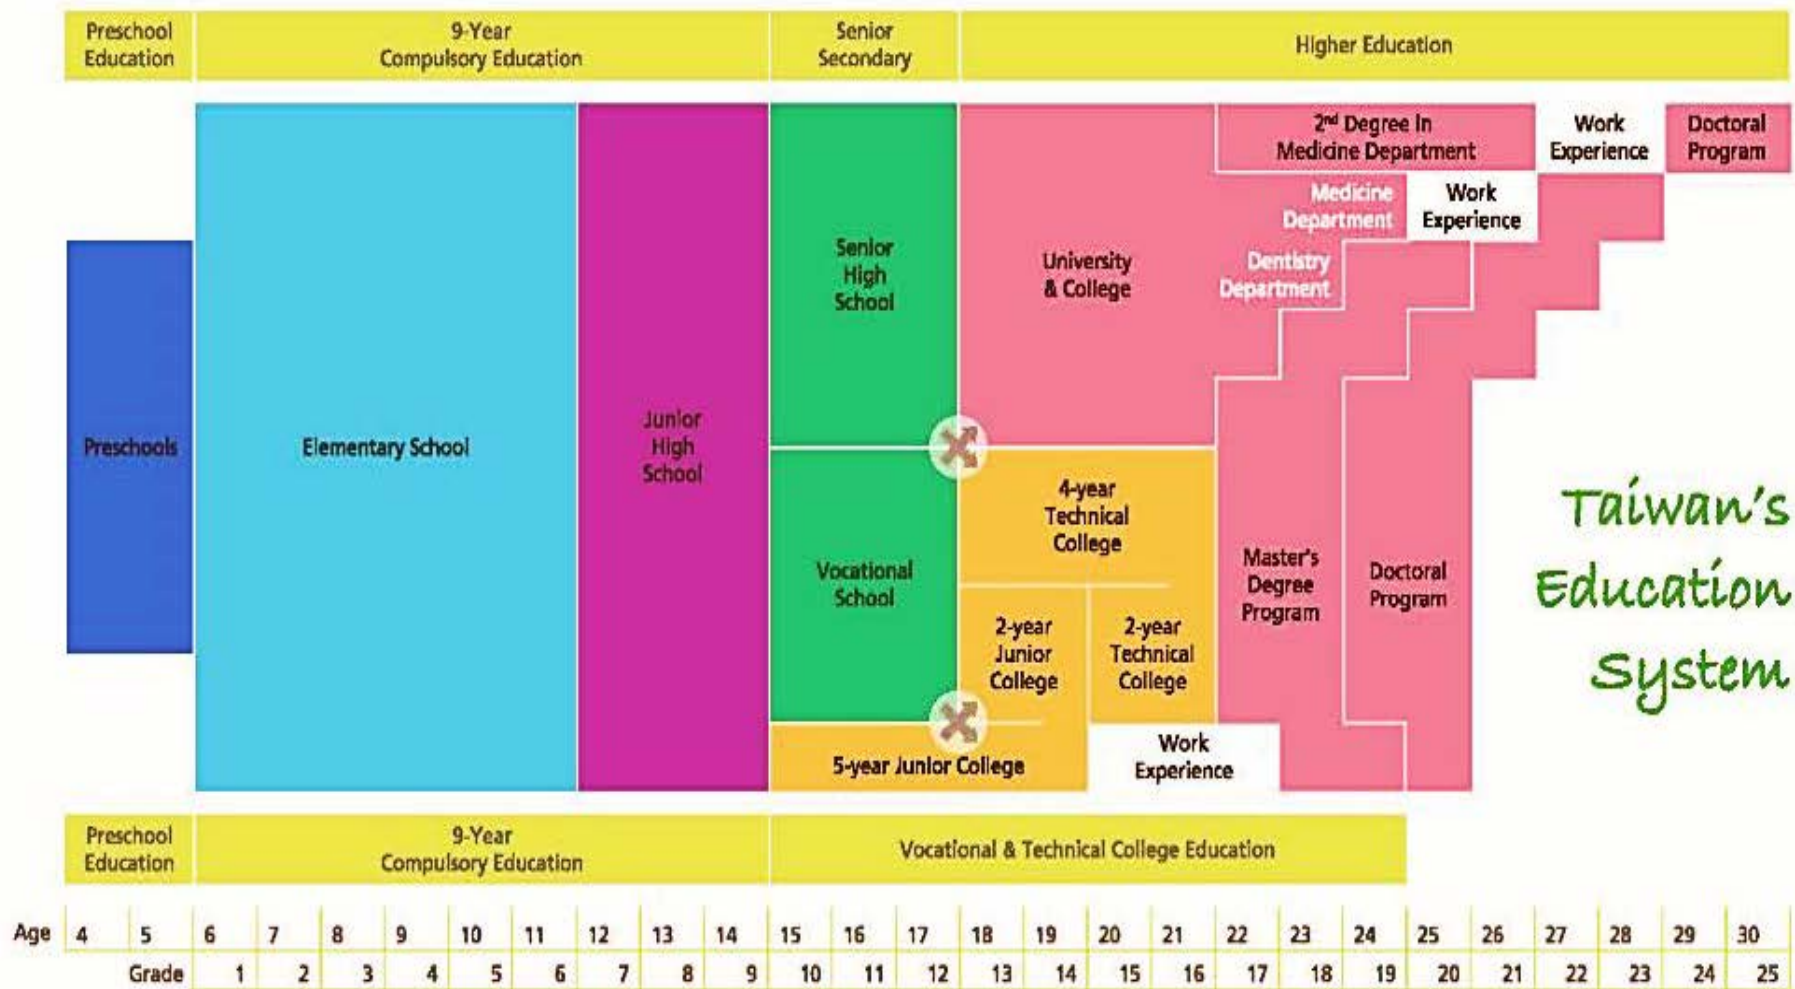 Preschool
Education
9-Year
Compulsory Education
Senior
Secondary
Higher Education
2nd Degree in
Medicine Department
Work
Experience
Doctoral
Program
Medicine
Department
Work
Experience
Senior
High
School
University
& College
Dentistry
Department
Preschools
Elementary School
Junior
High
School
4-year
Technical
College
Vocational
School
Master's
Degree
Program
Doctoral
Program
2-year
Junior
College
2-year
Technical
College
Work
Experience
5-year Junior College
Taiwan's
Education
System
Preschool
Education
9-Year
Compulsory Education
Vocational & Technical College Education
Age 4 5 6 7 8 9 10 11 12 13 14 15 16 17 18 19 20 21 22 23 24 25 26 27 28 29 30
Grade 1 2 3 4 5 6 7 8 9 10 11 12 13 14 15 16 17 18 19 20 21 22 23 24 25